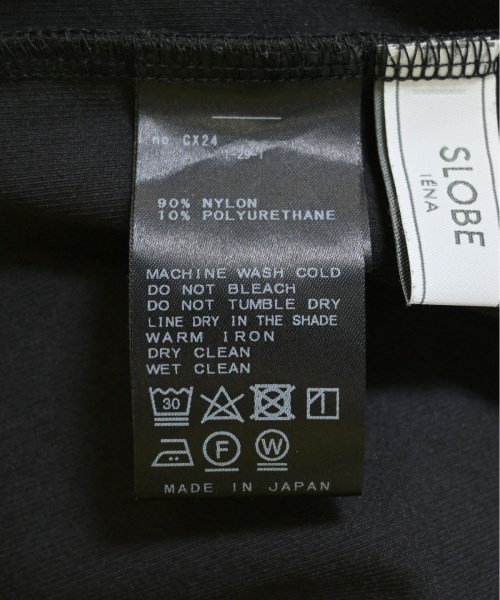 no. CX24
90% NYLON
10% POLYURETHANE
MACHINE WASH COLD
DO NOT BLEACH
DO NOT TUMBLE DRY
LINE DRY IN THE SHADE
WARM IRON
DRY CLEAN
WET CLEAN
30
F W
MADE IN JAPAN
SLOBE
IÉNA